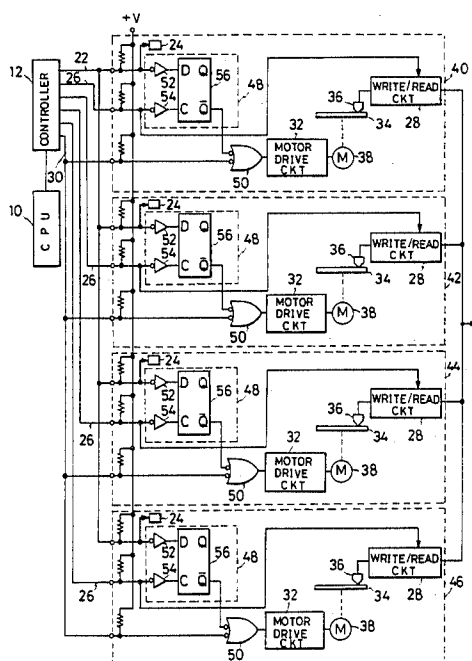 +V
12
CONTROLLER
22
26
30
10
CPU
24
52
54
D Q
C Q̅
56
48
50
32
MOTOR DRIVE CKT
M
38
36
34
WRITE/READ CKT
28
40
24
52
54
D Q
C Q̅
56
48
26
50
32
MOTOR DRIVE CKT
M
38
36
34
WRITE/READ CKT
28
42
24
52
54
D Q
C Q̅
56
48
26
50
32
MOTOR DRIVE CKT
M
38
36
34
WRITE/READ CKT
28
44
24
52
54
D Q
C Q̅
56
48
26
50
32
MOTOR DRIVE CKT
M
38
36
34
WRITE/READ CKT
28
46